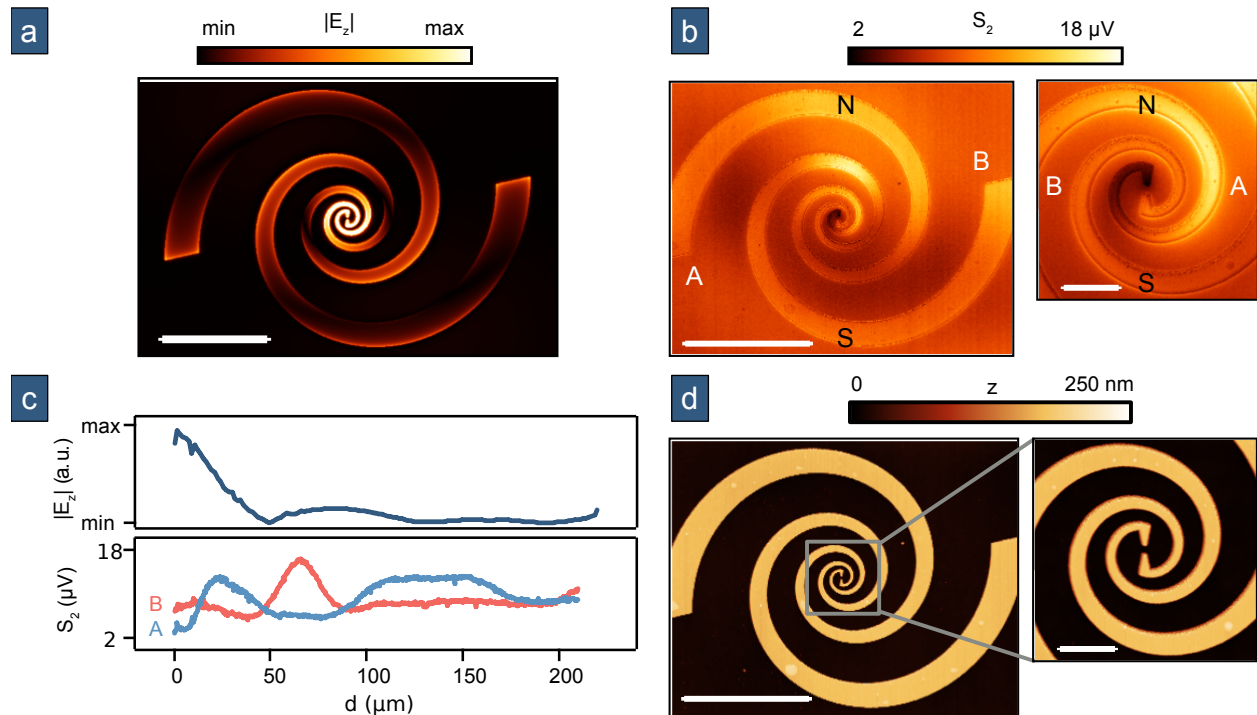 a
min |E_z| max
b
2 S_2 18 µV
N
B
A
S
N
B
A
S
c
max
|E_z| (a.u.)
min
18
S_2 (µV)
2
B
A
0 50 100 150 200
d (µm)
d
0 z 250 nm